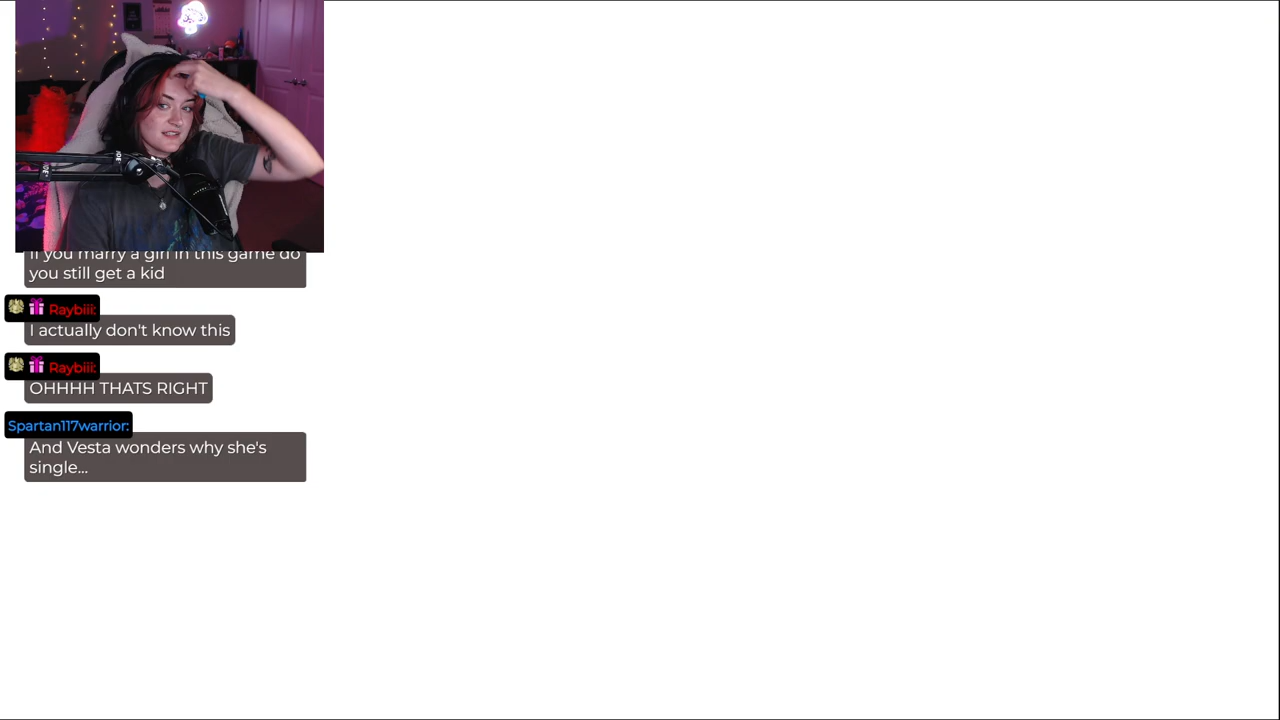 If you marry a girl in this game do
you still get a kid
Raybiii:
I actually don't know this
Raybiii:
OHHHH THATS RIGHT
Spartan117warrior:
And Vesta wonders why she's
single...